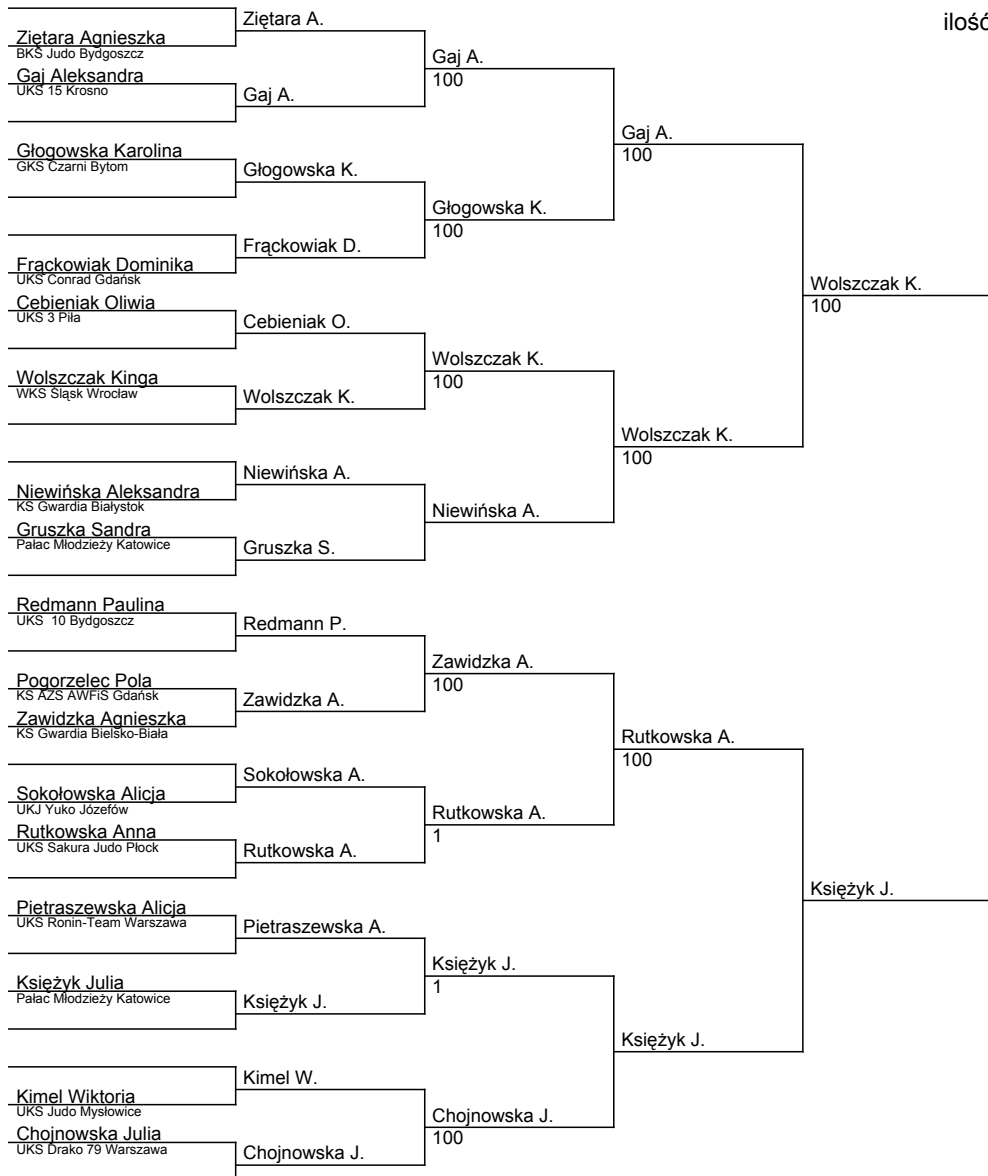 ilość
Ziętara Agnieszka
BKS Judo Bydgoszcz
Gaj Aleksandra
UKS 15 Krosno
Głogowska Karolina
GKS Czarni Bytom
Frąckowiak Dominika
UKS Conrad Gdańsk
Cebieniak Oliwia
UKS 3 Piła
Wolszczak Kinga
WKS Śląsk Wrocław
Niewińska Aleksandra
KS Gwardia Białystok
Gruszka Sandra
Pałac Młodzieży Katowice
Redmann Paulina
UKS 10 Bydgoszcz
Pogorzelec Pola
KS AZS AWFiS Gdańsk
Zawidzka Agnieszka
KS Gwardia Bielsko-Biała
Sokołowska Alicja
UKJ Yuko Józefów
Rutkowska Anna
UKS Sakura Judo Płock
Pietraszewska Alicja
UKS Ronin-Team Warszawa
Księżyk Julia
Pałac Młodzieży Katowice
Kimel Wiktoria
UKS Judo Mysłowice
Chojnowska Julia
UKS Drako 79 Warszawa
Ziętara A.
Gaj A.
Głogowska K.
Frąckowiak D.
Cebieniak O.
Wolszczak K.
Niewińska A.
Gruszka S.
Redmann P.
Zawidzka A.
Sokołowska A.
Rutkowska A.
Pietraszewska A.
Księżyk J.
Kimel W.
Chojnowska J.
Gaj A.
100
Głogowska K.
100
Wolszczak K.
100
Niewińska A.
Zawidzka A.
100
Rutkowska A.
1
Księżyk J.
1
Chojnowska J.
100
Gaj A.
100
Wolszczak K.
100
Rutkowska A.
100
Księżyk J.
Wolszczak K.
100
Księżyk J.